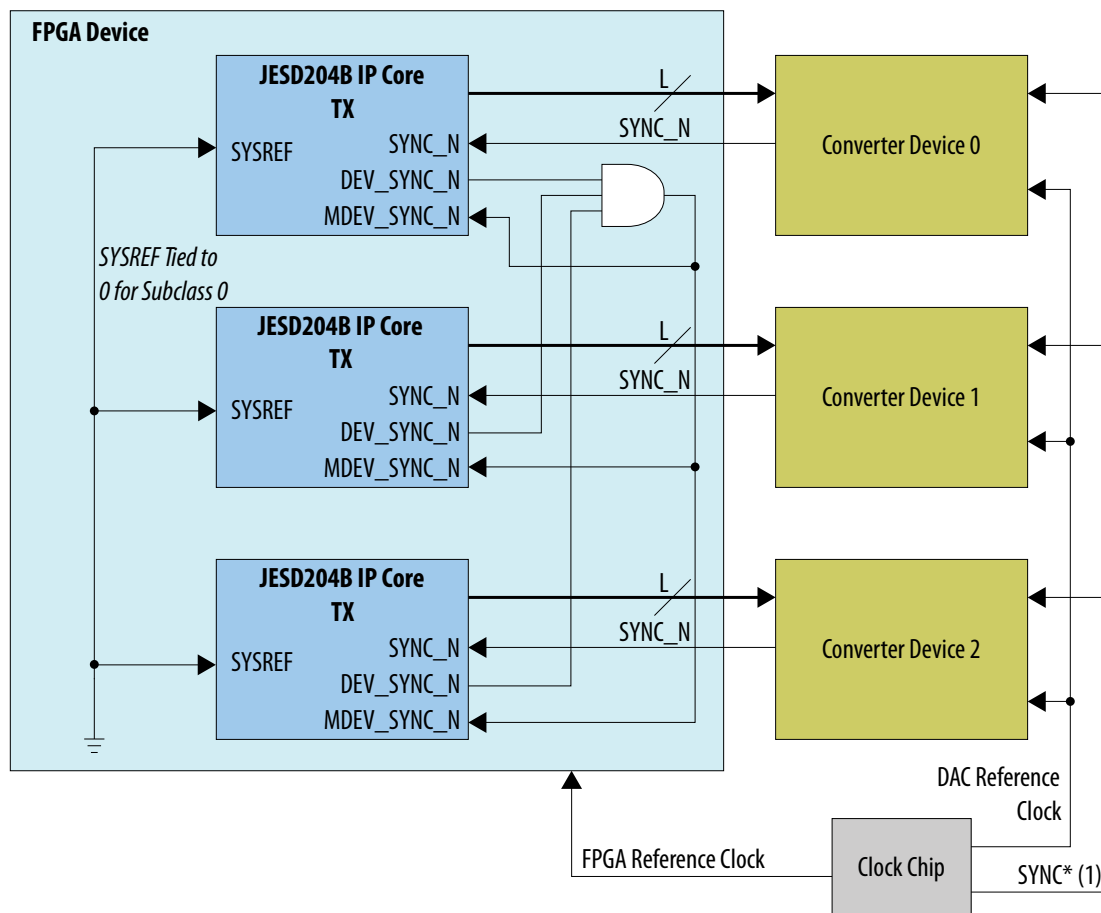 FPGA Device
JESD204B IP Core
TX
SYSREF
SYNC_N
DEV_SYNC_N
MDEV_SYNC_N
L
SYNC_N
Converter Device 0
SYSREF Tied to
0 for Subclass 0
JESD204B IP Core
TX
SYSREF
SYNC_N
DEV_SYNC_N
MDEV_SYNC_N
L
SYNC_N
Converter Device 1
JESD204B IP Core
TX
SYSREF
SYNC_N
DEV_SYNC_N
MDEV_SYNC_N
L
SYNC_N
Converter Device 2
DAC Reference
Clock
FPGA Reference Clock
Clock Chip
SYNC* (1)